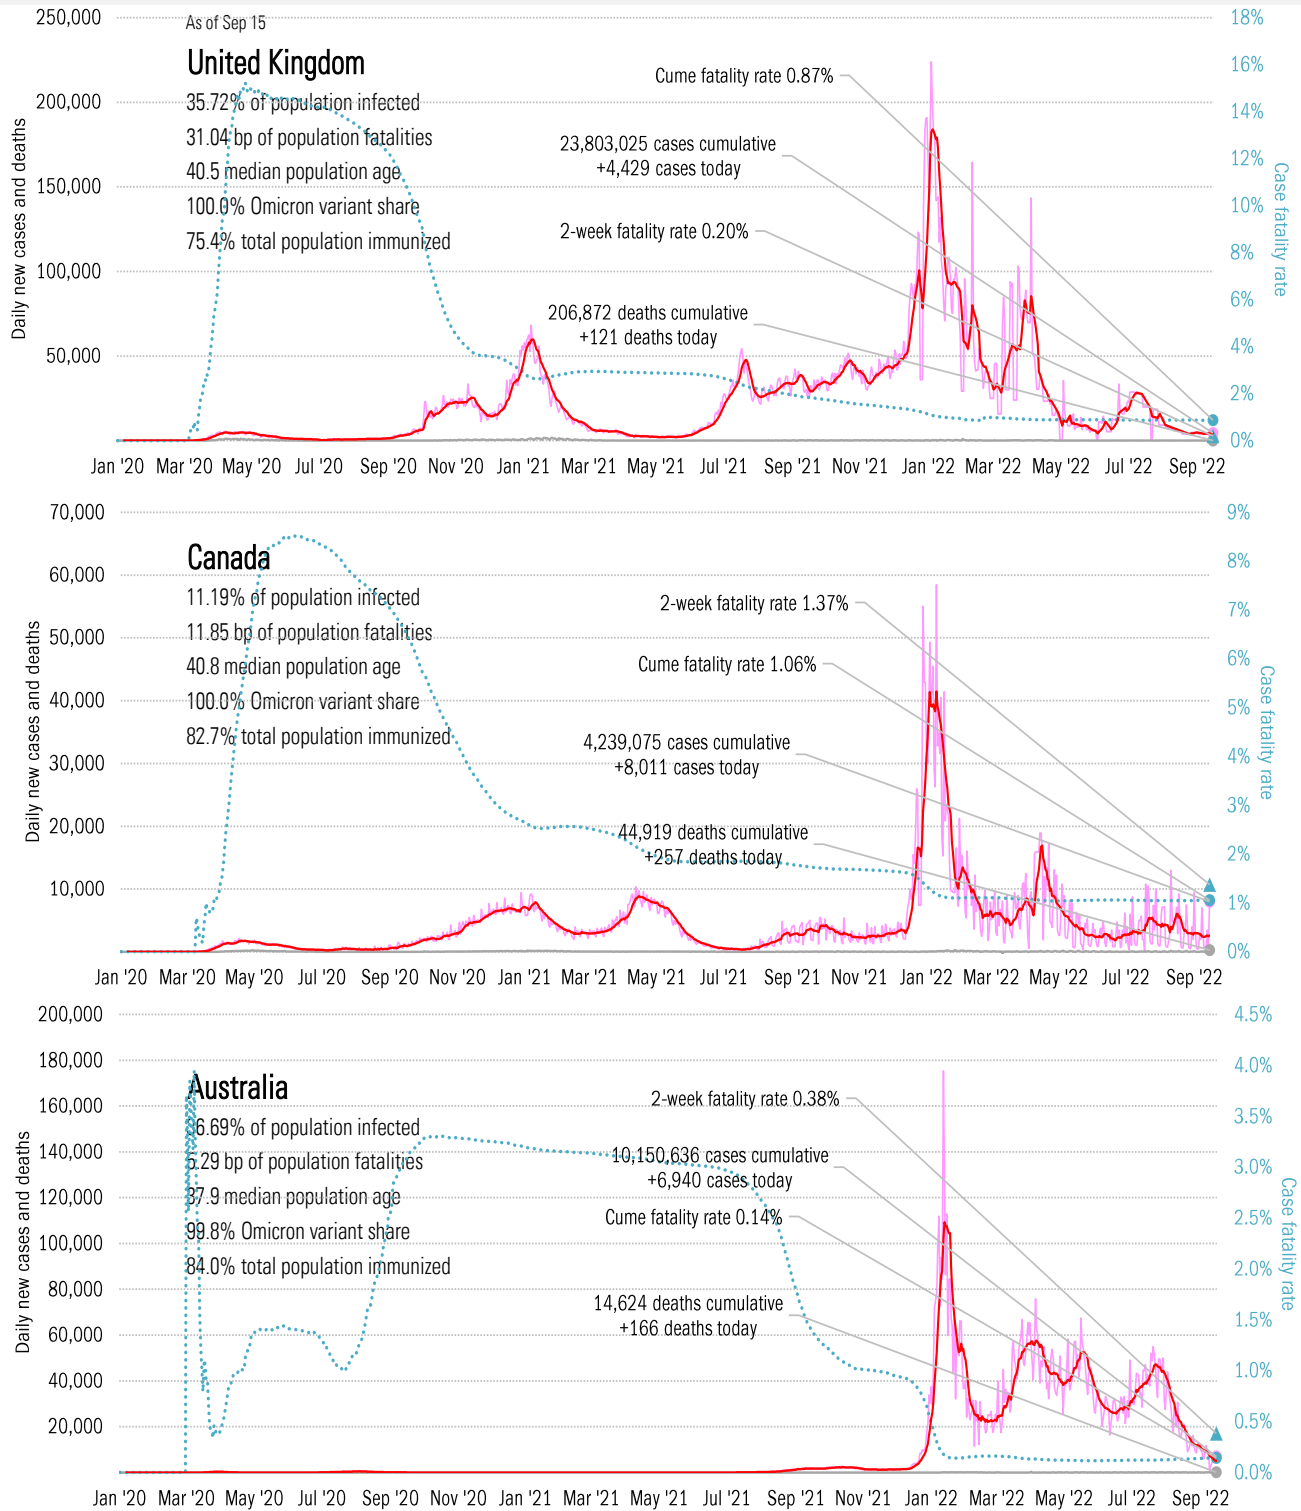 As of Sep 15
United Kingdom
35.72% of population infected
31.04 bp of population fatalities
40.5 median population age
100.0% Omicron variant share
75.4% total population immunized
Cume fatality rate 0.87%
23,803,025 cases cumulative
+4,429 cases today
2-week fatality rate 0.20%
206,872 deaths cumulative
+121 deaths today
Daily new cases and deaths
250,000
200,000
150,000
100,000
50,000
Case fatality rate
18%
16%
14%
12%
10%
8%
6%
4%
2%
0%
Jan '20 Mar '20 May '20 Jul '20 Sep '20 Nov '20 Jan '21 Mar '21 May '21 Jul '21 Sep '21 Nov '21 Jan '22 Mar '22 May '22 Jul '22 Sep '22
Canada
11.19% of population infected
11.85 bp of population fatalities
40.8 median population age
100.0% Omicron variant share
82.7% total population immunized
2-week fatality rate 1.37%
Cume fatality rate 1.06%
4,239,075 cases cumulative
+8,011 cases today
44,919 deaths cumulative
+257 deaths today
Daily new cases and deaths
70,000
60,000
50,000
40,000
30,000
20,000
10,000
Case fatality rate
9%
8%
7%
6%
5%
4%
3%
2%
1%
0%
Jan '20 Mar '20 May '20 Jul '20 Sep '20 Nov '20 Jan '21 Mar '21 May '21 Jul '21 Sep '21 Nov '21 Jan '22 Mar '22 May '22 Jul '22 Sep '22
Australia
36.69% of population infected
5.29 bp of population fatalities
37.9 median population age
99.8% Omicron variant share
84.0% total population immunized
2-week fatality rate 0.38%
10,150,636 cases cumulative
+6,940 cases today
Cume fatality rate 0.14%
14,624 deaths cumulative
+166 deaths today
Daily new cases and deaths
200,000
180,000
160,000
140,000
120,000
100,000
80,000
60,000
40,000
20,000
Case fatality rate
4.5%
4.0%
3.5%
3.0%
2.5%
2.0%
1.5%
1.0%
0.5%
0.0%
Jan '20 Mar '20 May '20 Jul '20 Sep '20 Nov '20 Jan '21 Mar '21 May '21 Jul '21 Sep '21 Nov '21 Jan '22 Mar '22 May '22 Jul '22 Sep '22